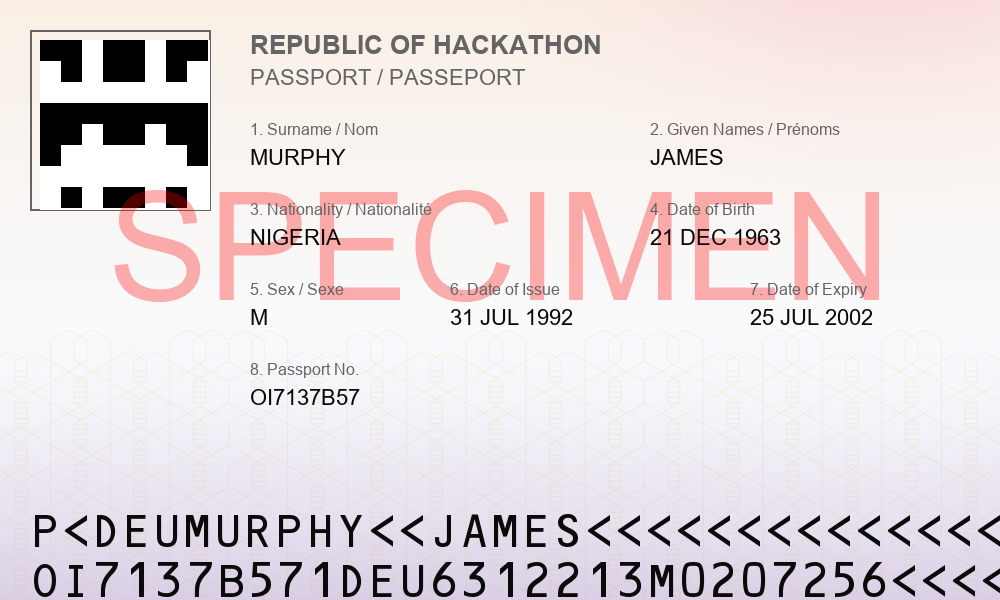 REPUBLIC OF HACKATHON
PASSPORT / PASSEPORT
1. Surname / Nom
2. Given Names / Prénoms
MURPHY
JAMES
SPECIMEN
3. Nationality / Nationalité
4. Date of Birth
NIGERIA
21 DEC 1963
5. Sex / Sexe
6. Date of Issue
7. Date of Expiry
M
31 JUL 1992
25 JUL 2002
8. Passport No.
OI7137B57
P<DEUMURPHY<<JAMES<<<<<<<<<<<<<<
OI7137B571DEU6312213M0207256<<<<